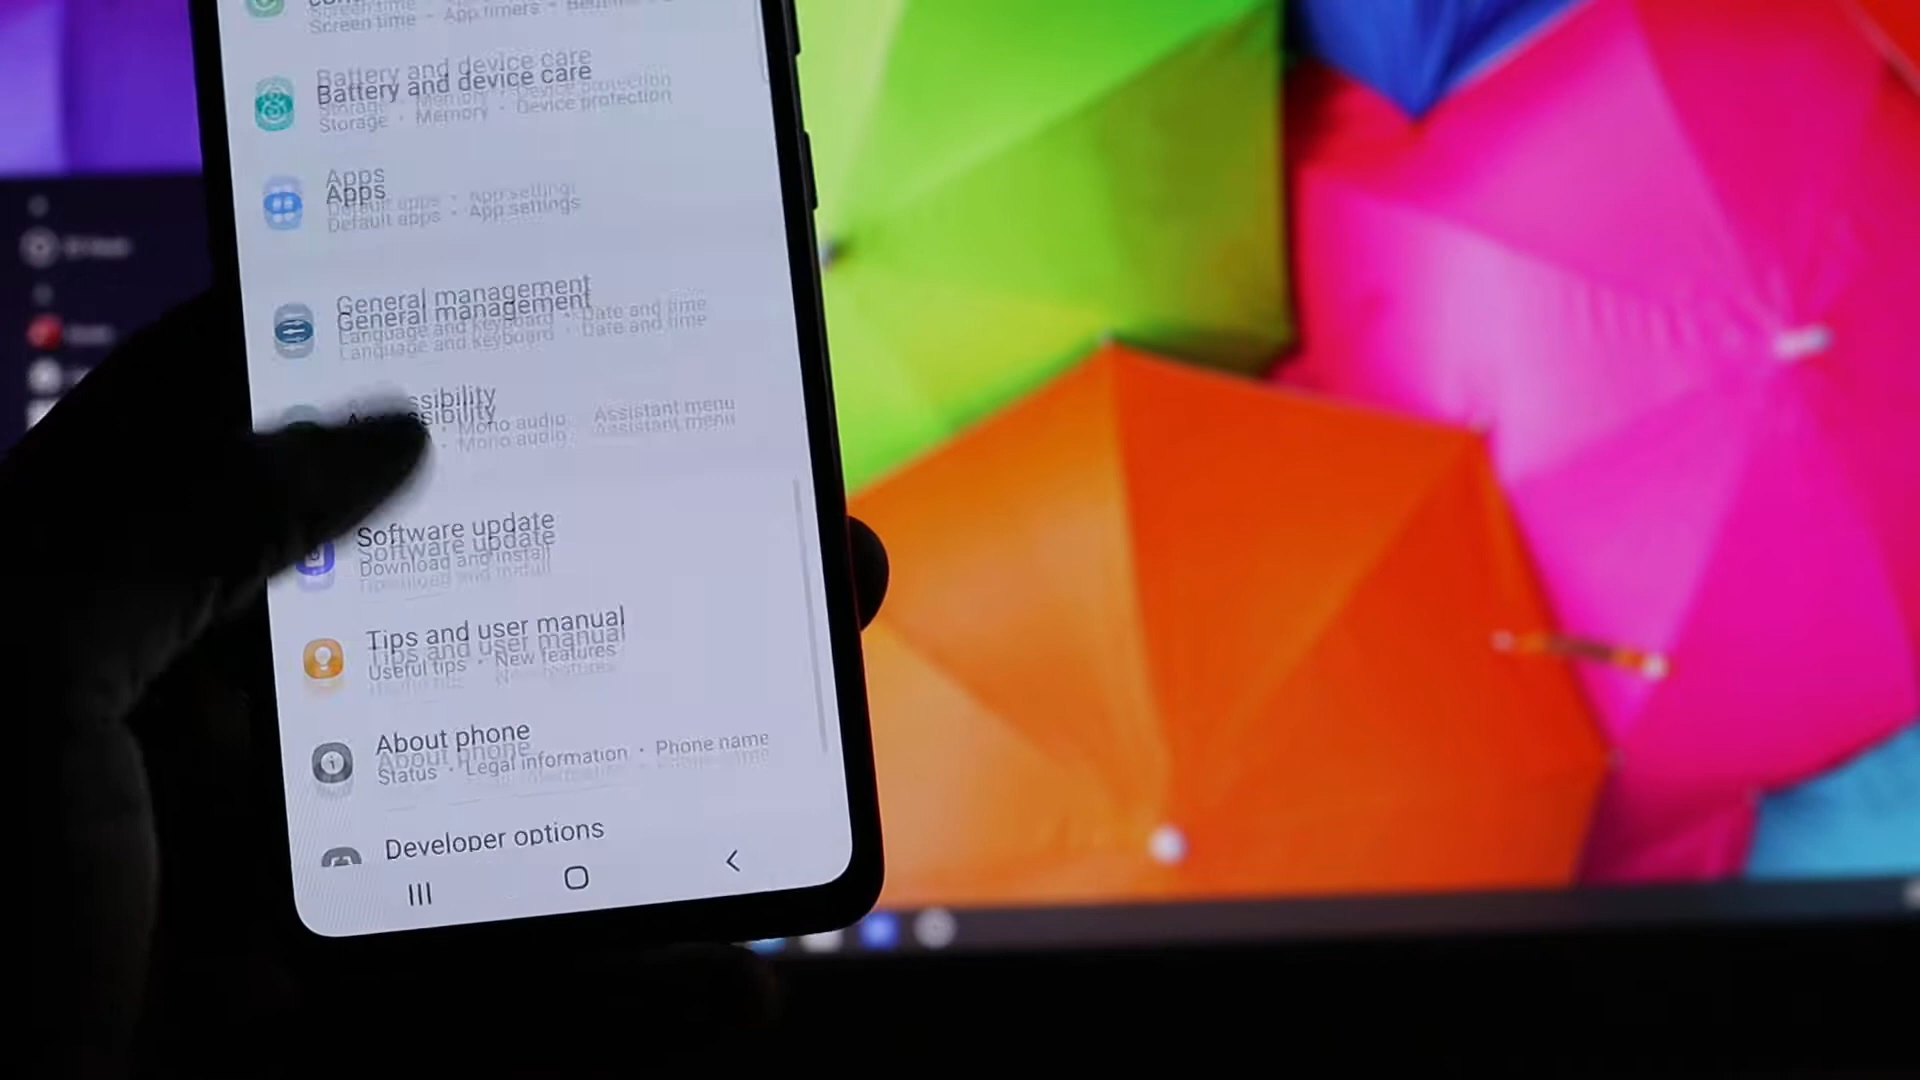 Screen time · App timers ·
Battery and device care
Storage · Memory · Device protection
Apps
Default apps · App settings
General management
Language and keyboard · Date and time
Accessibility
· Mono audio · Assistant menu
Software update
Download and install
Tips and user manual
Useful tips · New features
About phone
Status · Legal information · Phone name
Developer options